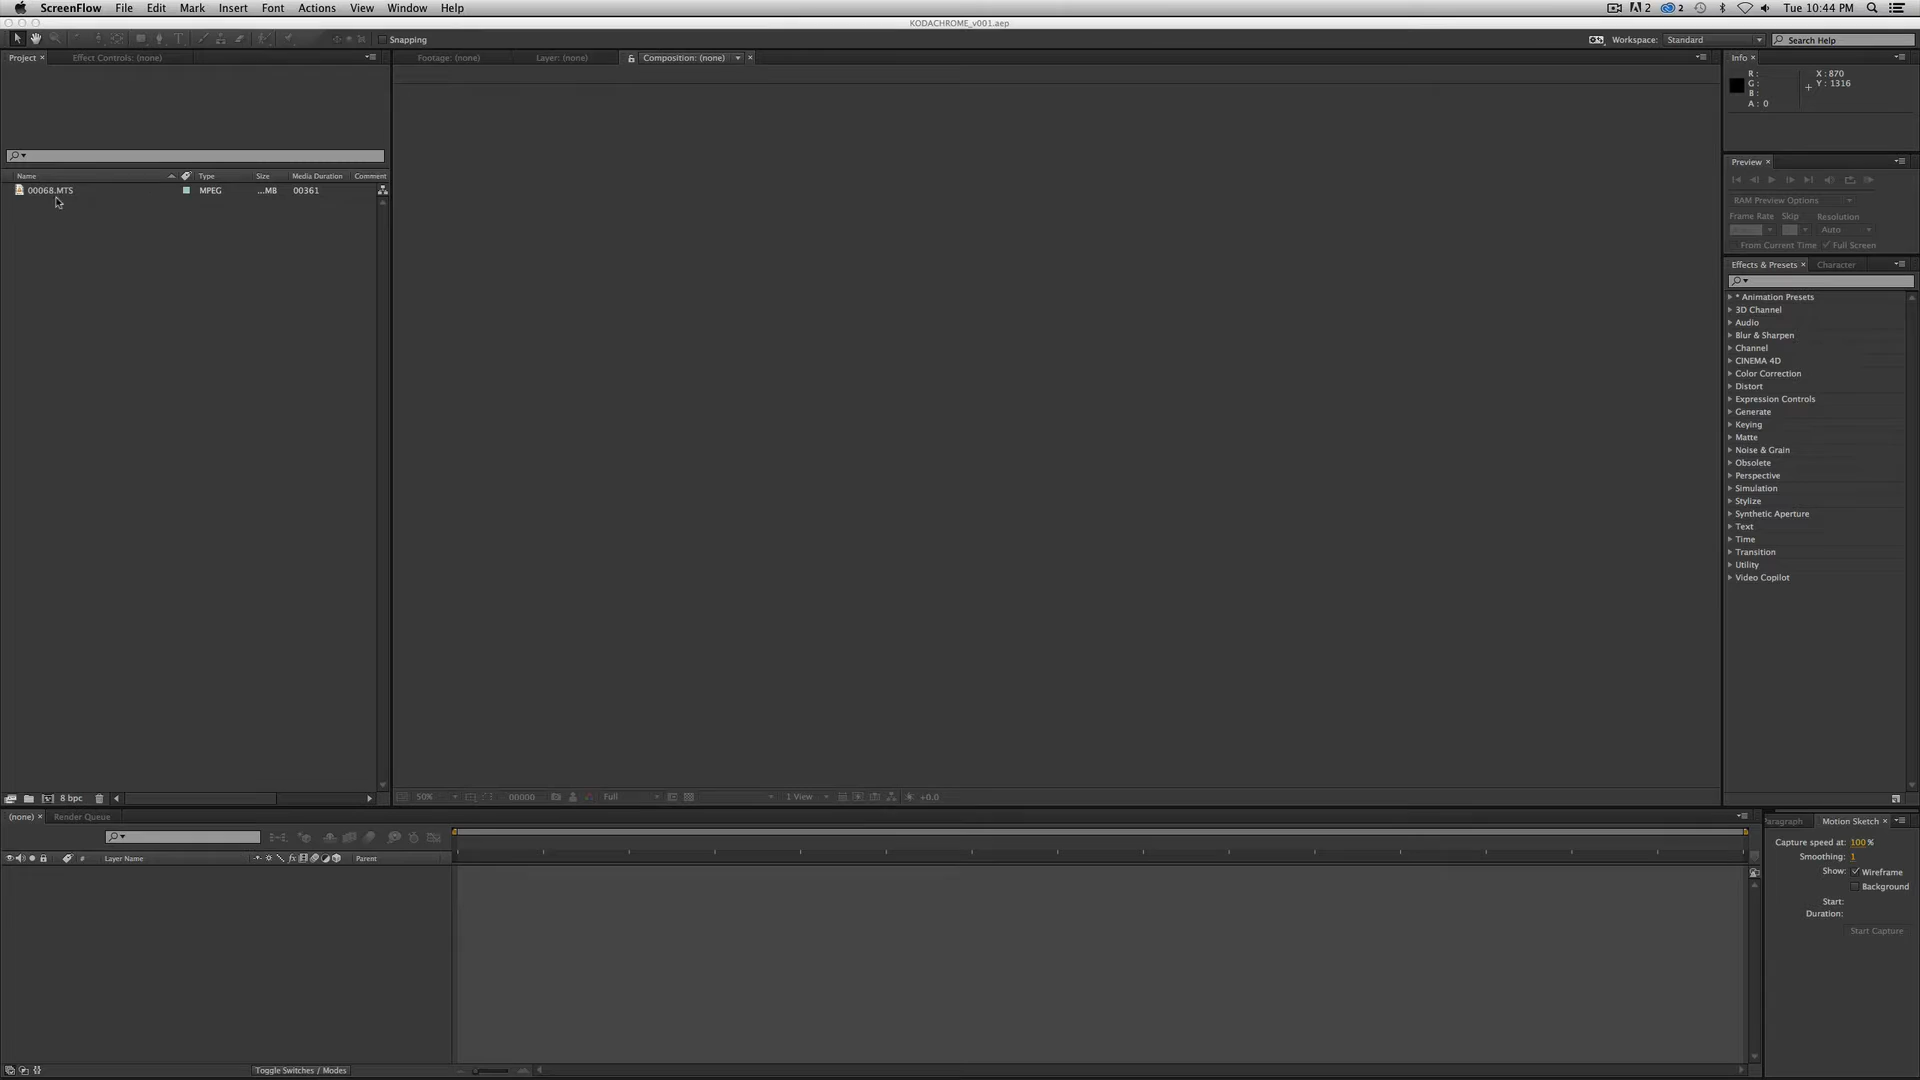 ScreenFlow File Edit Mark Insert Font Actions View Window Help 2 2 Tue 10:44 PM
KODACHROME_v001.aep
Snapping Workspace: Standard Search Help
Project Effect Controls: (none) Footage: (none) Layer: (none) Composition: (none) Info
R : X : 870
G : Y : 1316
B :
A : 0
Preview
Name Type Size Media Duration Comment
00068.MTS MPEG ...MB 00361
RAM Preview Options
Frame Rate Skip Resolution
Auto
From Current Time Full Screen
Effects & Presets Character
* Animation Presets
3D Channel
Audio
Blur & Sharpen
Channel
CINEMA 4D
Color Correction
Distort
Expression Controls
Generate
Keying
Matte
Noise & Grain
Obsolete
Perspective
Simulation
Stylize
Synthetic Aperture
Text
Time
Transition
Utility
Video Copilot
8 bpc 50% 00000 Full 1 View +0.0
(none) Render Queue Paragraph Motion Sketch
# Layer Name fx Parent
Capture speed at: 100 %
Smoothing: 1
Show: Wireframe
Background
Start:
Duration:
Start Capture
Toggle Switches / Modes